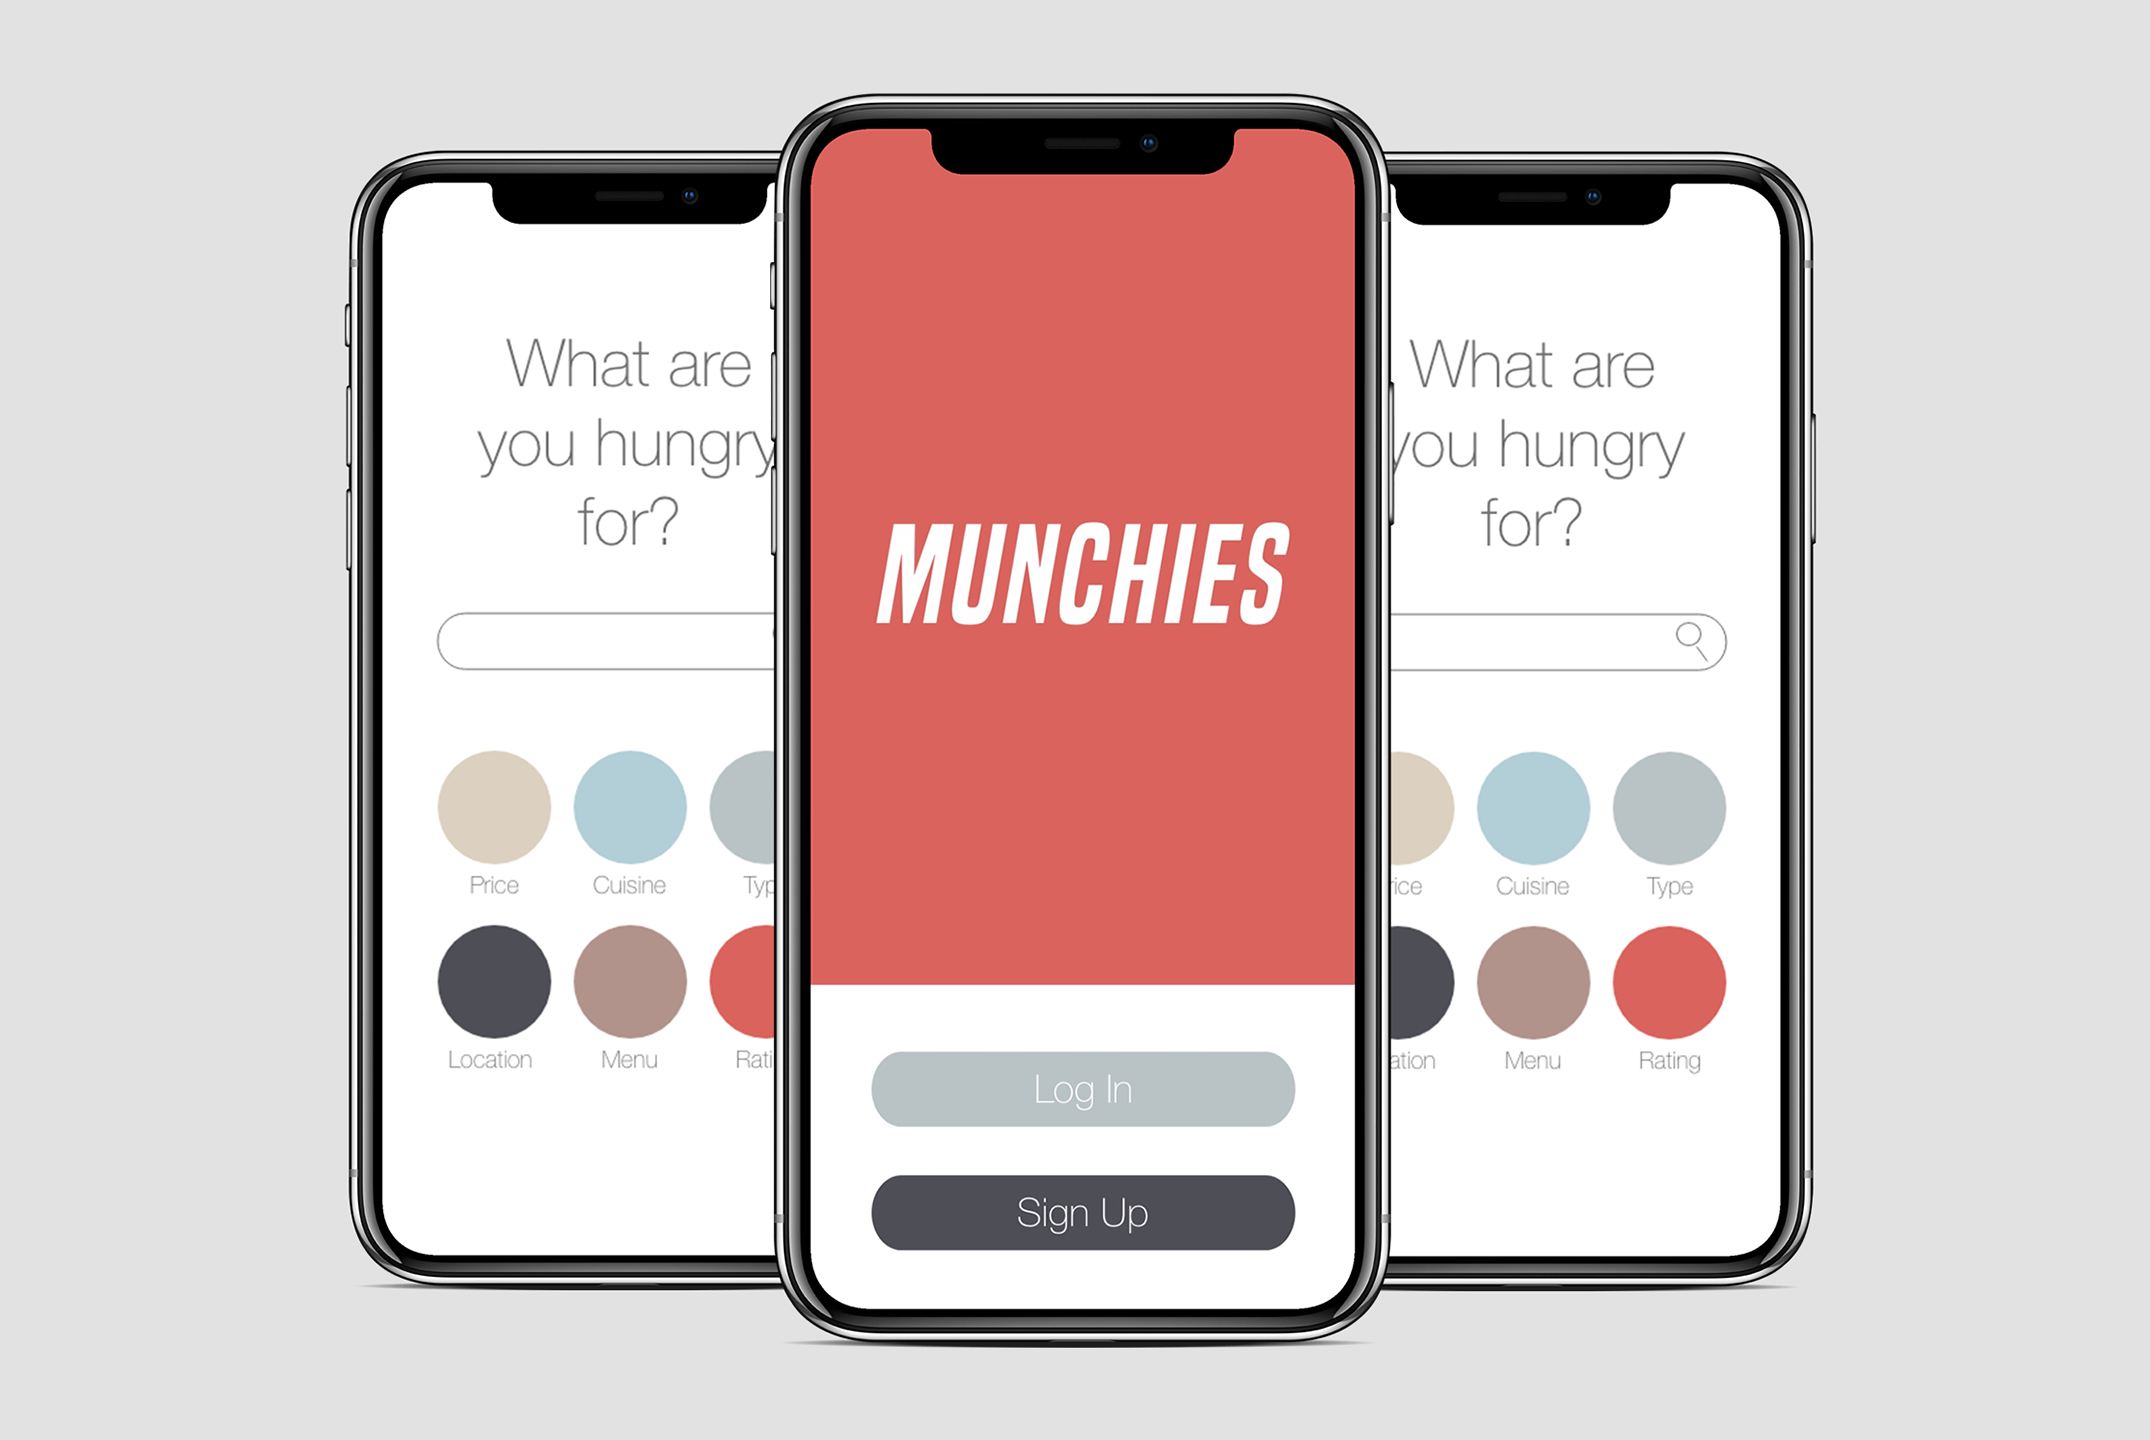 What are
you hungry
for?
Price
Cuisine
Typ
Location
Menu
Rati
MUNCHIES
Log In
Sign Up
What are
you hungry
for?
ice
Cuisine
Type
ation
Menu
Rating